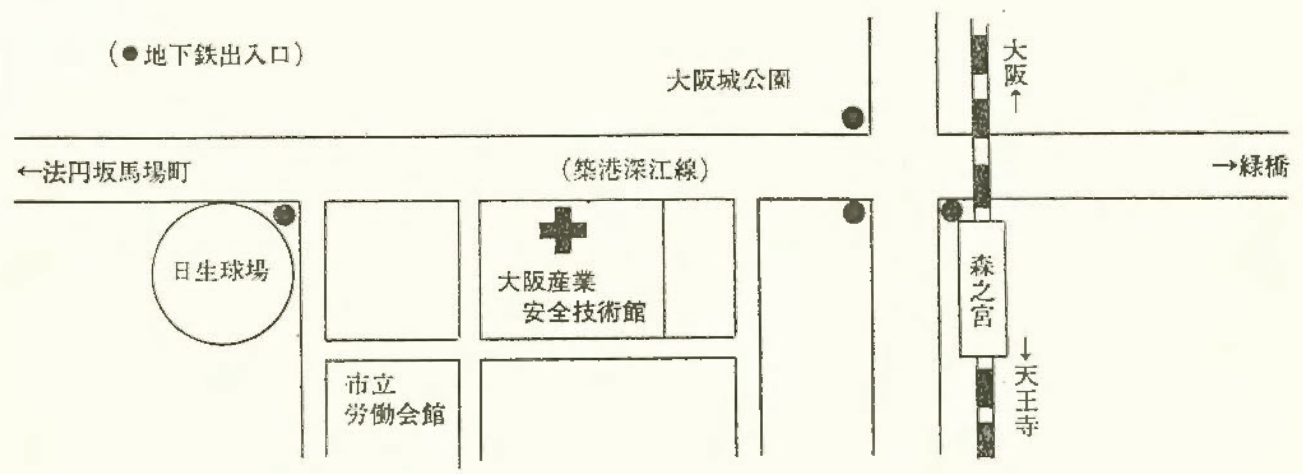 (●地下鉄出入口)
大阪城公園
大阪↑
←法円坂馬場町
(築港深江線)
→緑橋
日生球場
大阪産業
安全技術館
森之宮
↓天王寺
市立
労働会館